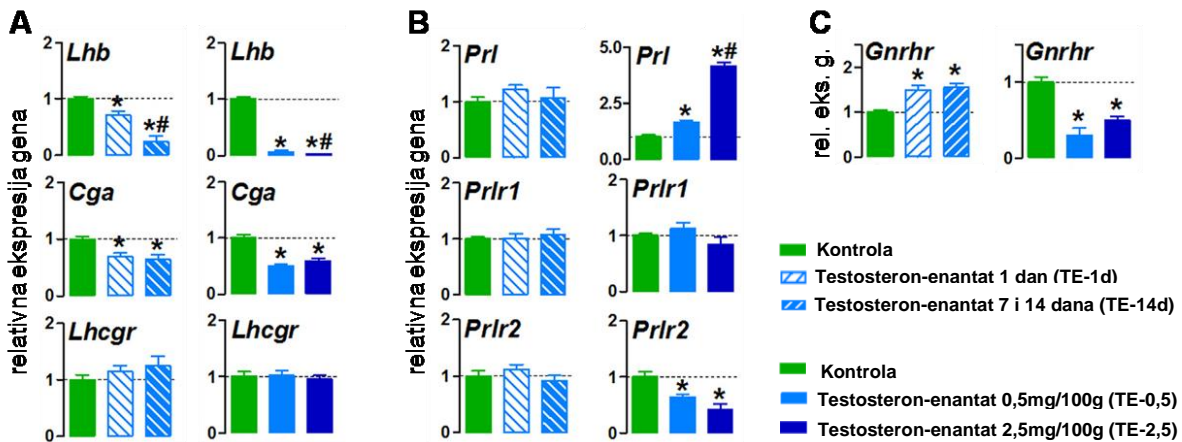 A
relativna ekspresija gena
Lhb
2
1
0
*
*#
Lhb
2
1
0
*
*#
Cga
2
1
0
*
*
Cga
2
1
0
*
*
Lhcgr
2
1
0
Lhcgr
2
1
0
B
relativna ekspresija gena
Prl
2
1
0
Prl
5.0
2.5
0.0
*
*#
Prlr1
2
1
0
Prlr1
2
1
0
Prlr2
2
1
0
Prlr2
2
1
0
*
*
C
rel. eks. g.
Gnrhr
2
1
0
*
*
Gnrhr
1
0
*
*
Kontrola
Testosteron-enantat 1 dan (TE-1d)
Testosteron-enantat 7 i 14 dana (TE-14d)
Kontrola
Testosteron-enantat 0,5mg/100g (TE-0,5)
Testosteron-enantat 2,5mg/100g (TE-2,5)